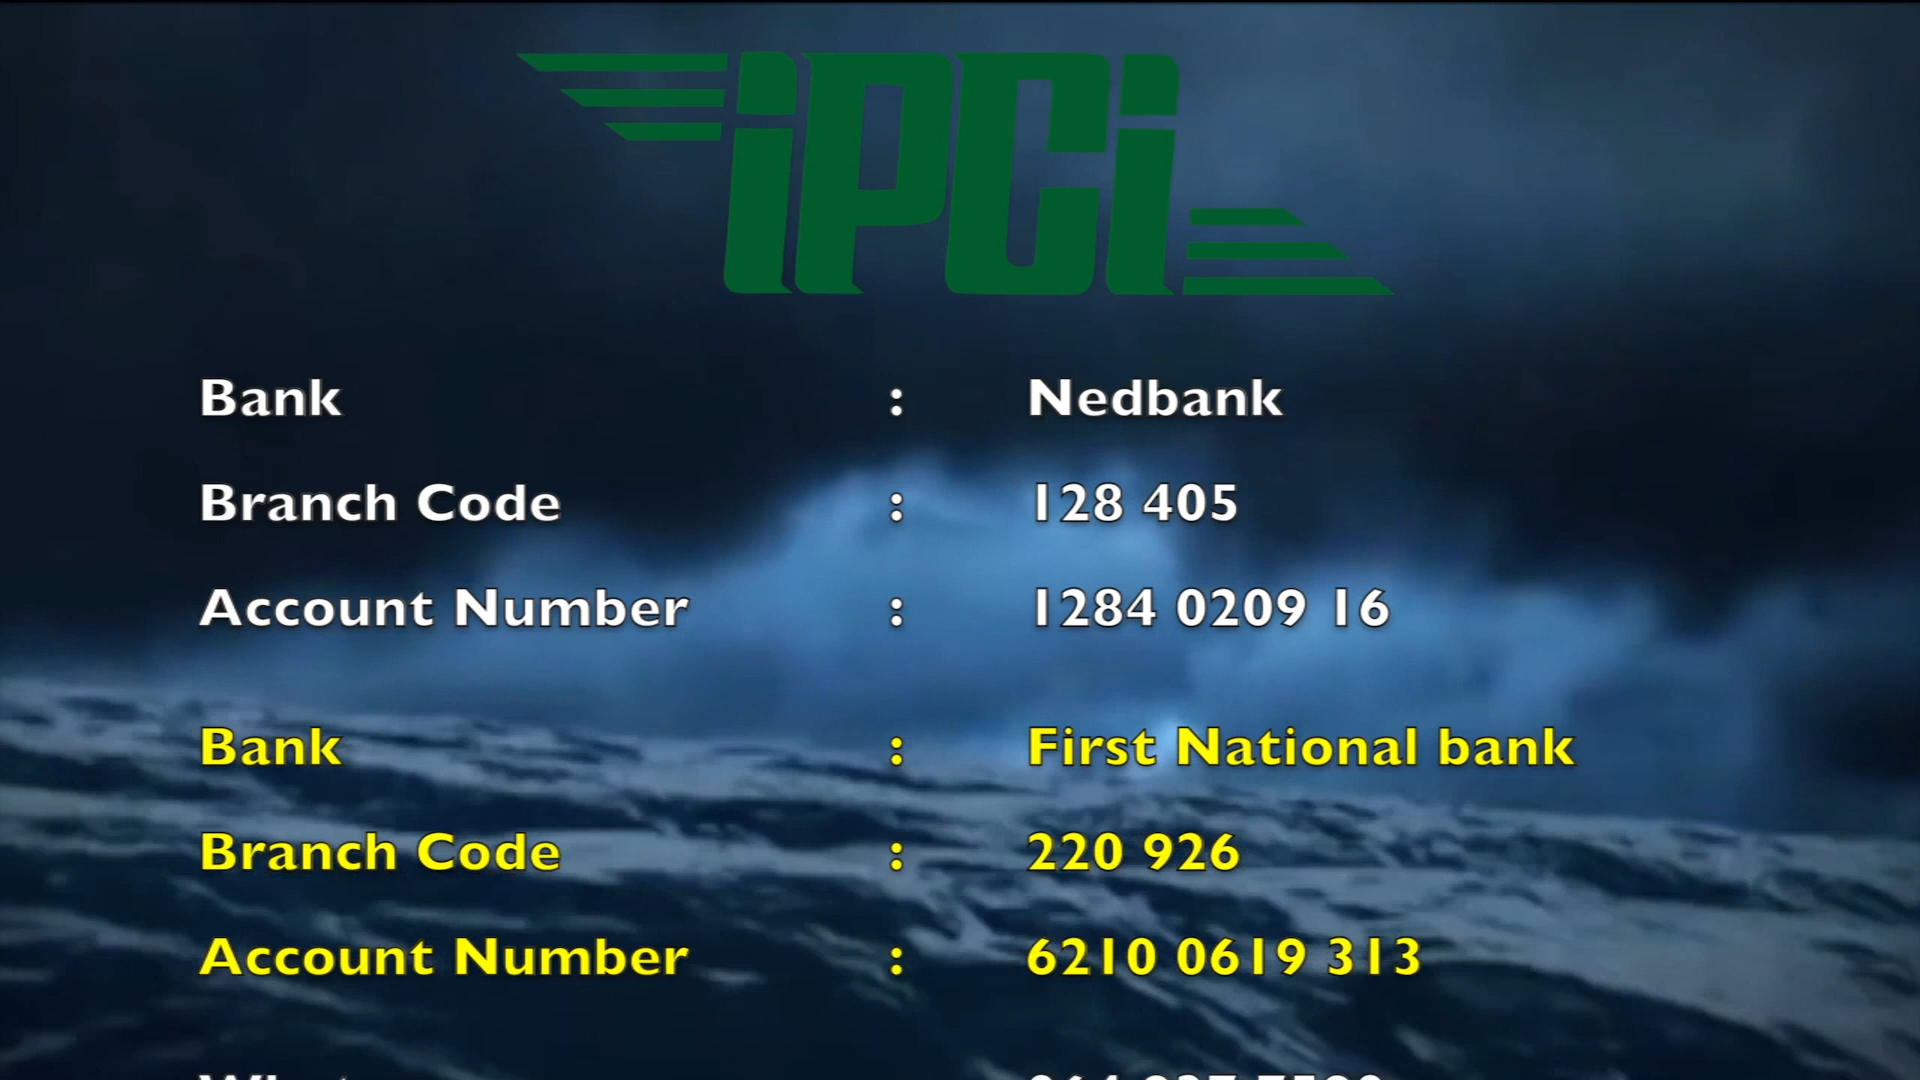 iPCi
Bank : Nedbank
Branch Code : 128 405
Account Number : 1284 0209 16
Bank : First National bank
Branch Code : 220 926
Account Number : 6210 0619 313